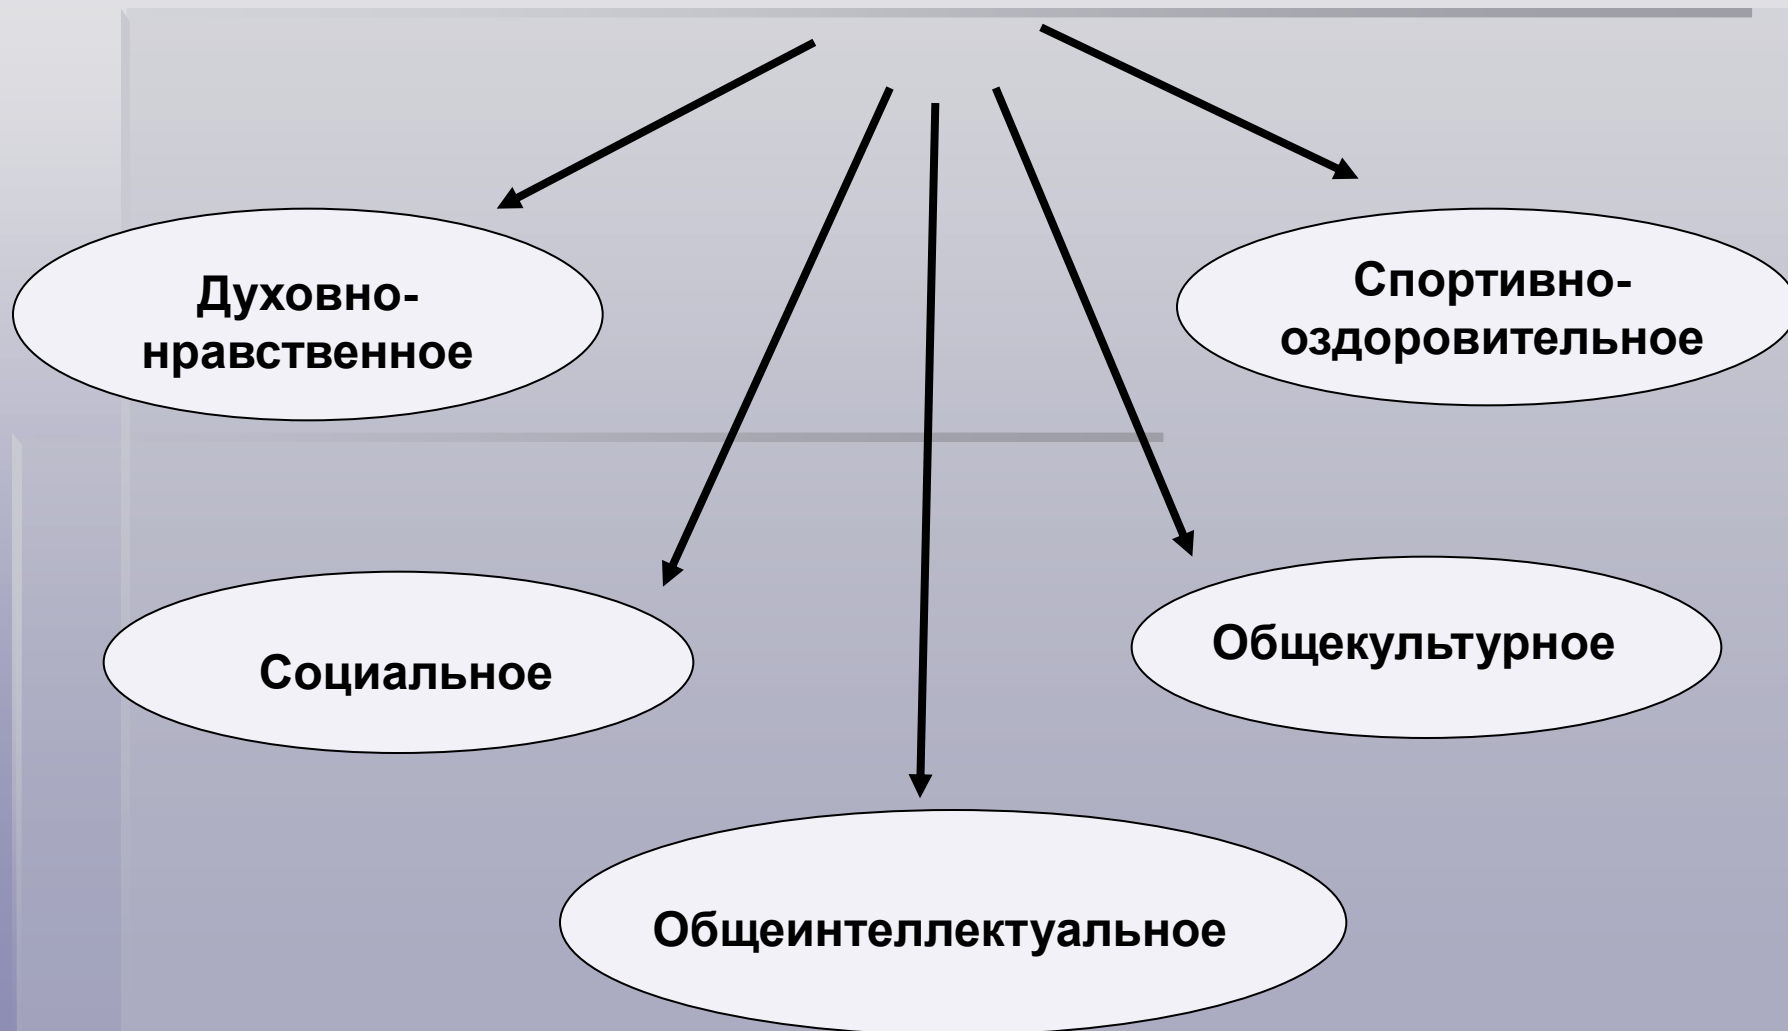 Духовно-
нравственное
Спортивно-
оздоровительное
Социальное
Общекультурное
Общеинтеллектуальное